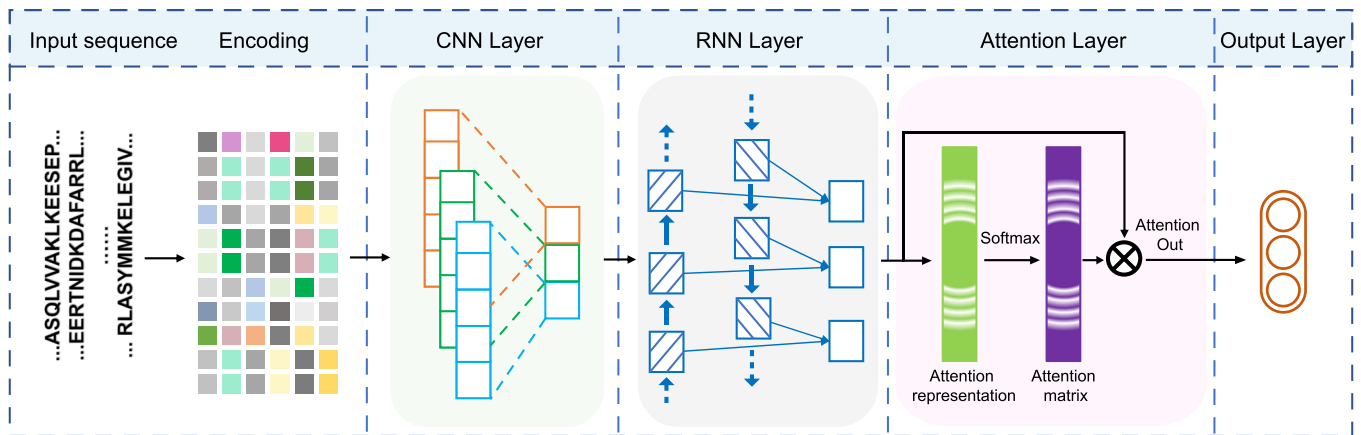 Input sequence
Encoding
CNN Layer
RNN Layer
Attention Layer
Output Layer
...ASQLVVAKLKEESEP...
...EERTNIDKDAFARRL...
......
... RLASYMMKELEGIV...
Softmax
Attention
Out
Attention
representation
Attention
matrix